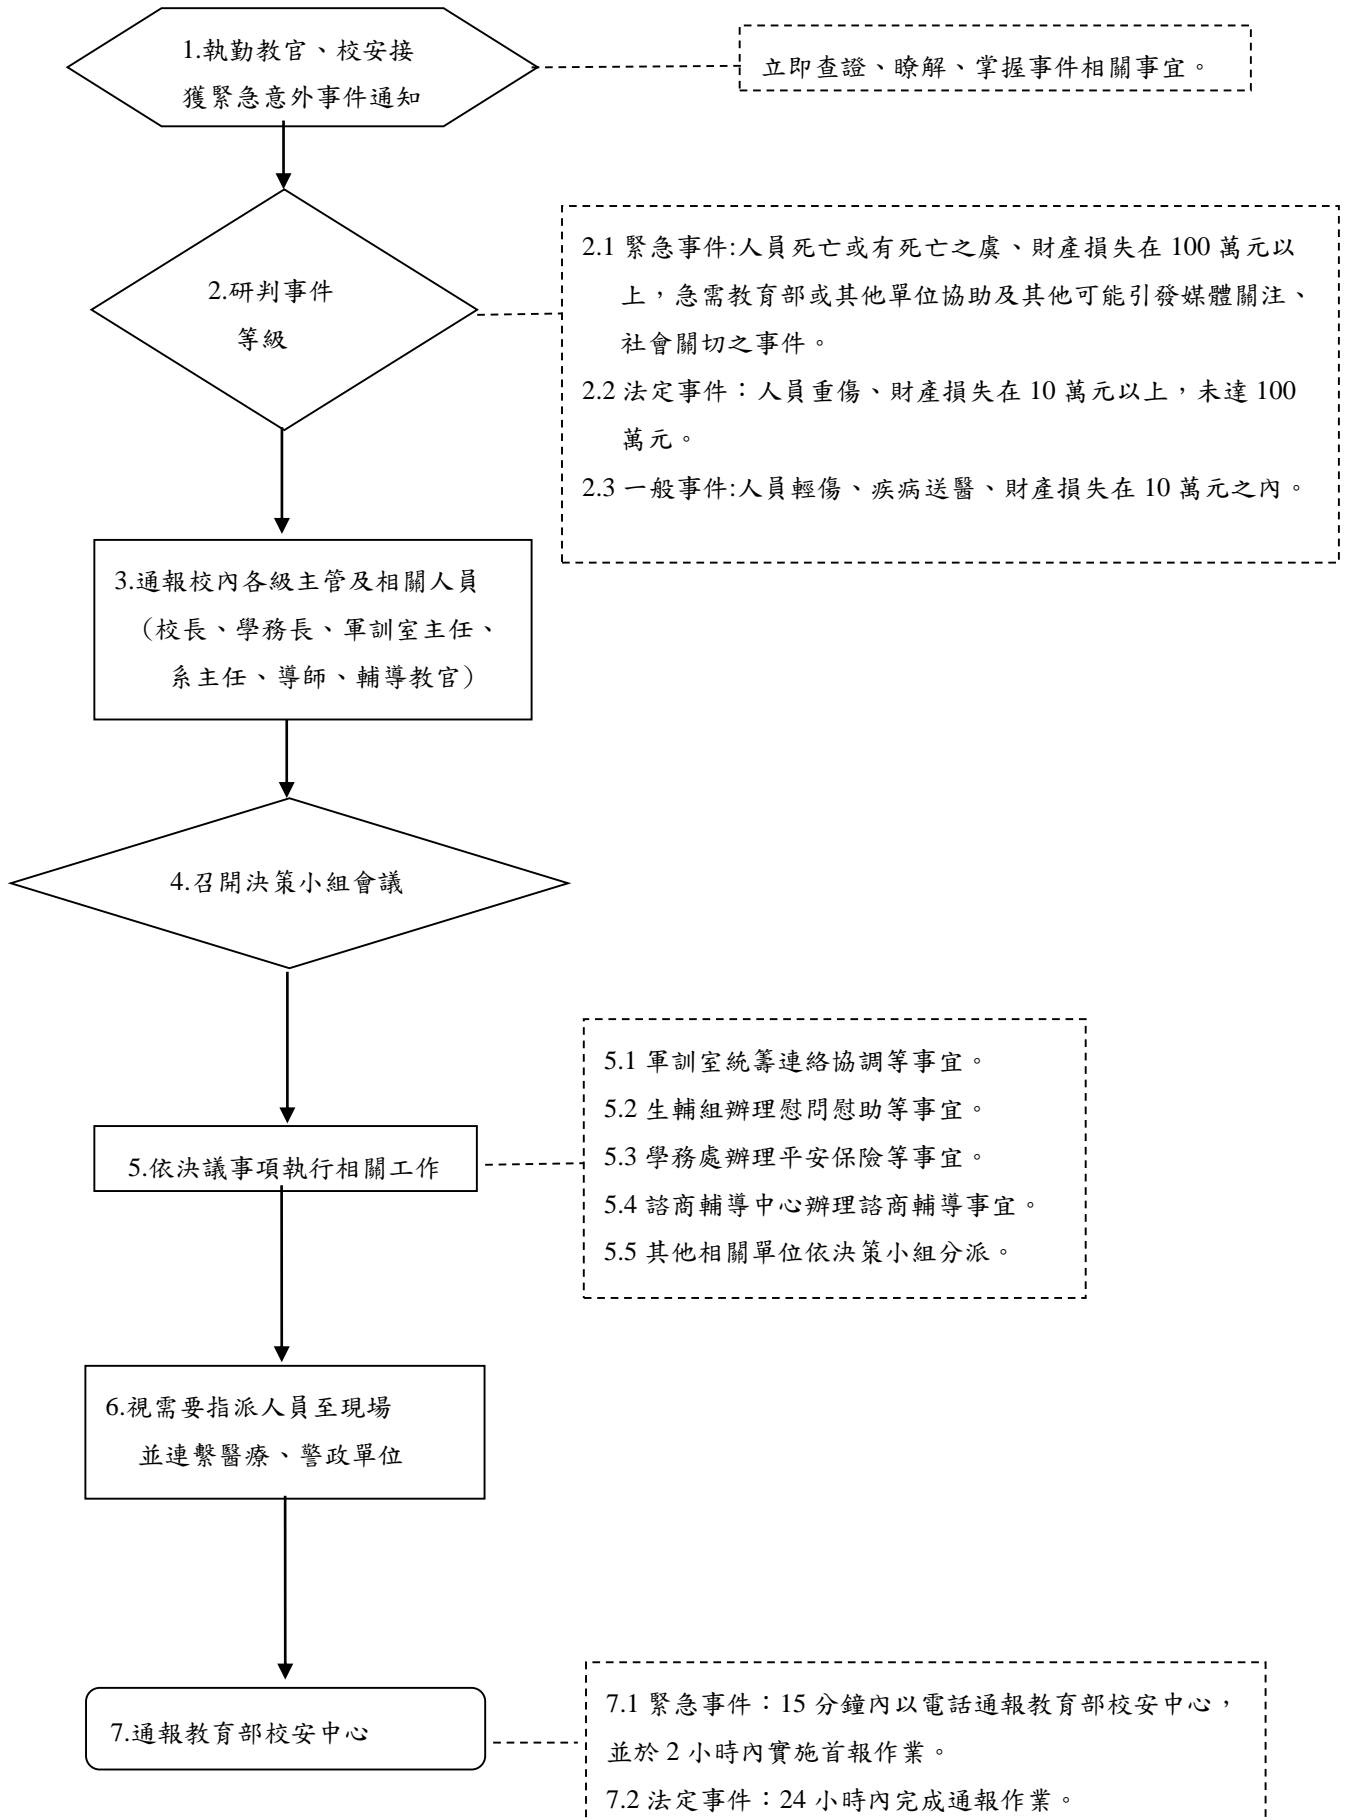 1.執勤教官、校安接
獲緊急意外事件通知
立即查證、瞭解、掌握事件相關事宜。
2.研判事件
等級
2.1 緊急事件:人員死亡或有死亡之虞、財產損失在 100 萬元以
上，急需教育部或其他單位協助及其他可能引發媒體關注、
社會關切之事件。
2.2 法定事件：人員重傷、財產損失在 10 萬元以上，未達 100
萬元。
2.3 一般事件:人員輕傷、疾病送醫、財產損失在 10 萬元之內。
3.通報校內各級主管及相關人員
（校長、學務長、軍訓室主任、
系主任、導師、輔導教官）
4.召開決策小組會議
5.依決議事項執行相關工作
5.1 軍訓室統籌連絡協調等事宜。
5.2 生輔組辦理慰問慰助等事宜。
5.3 學務處辦理平安保險等事宜。
5.4 諮商輔導中心辦理諮商輔導事宜。
5.5 其他相關單位依決策小組分派。
6.視需要指派人員至現場
並連繫醫療、警政單位
7.通報教育部校安中心
7.1 緊急事件：15 分鐘內以電話通報教育部校安中心，
並於 2 小時內實施首報作業。
7.2 法定事件：24 小時內完成通報作業。